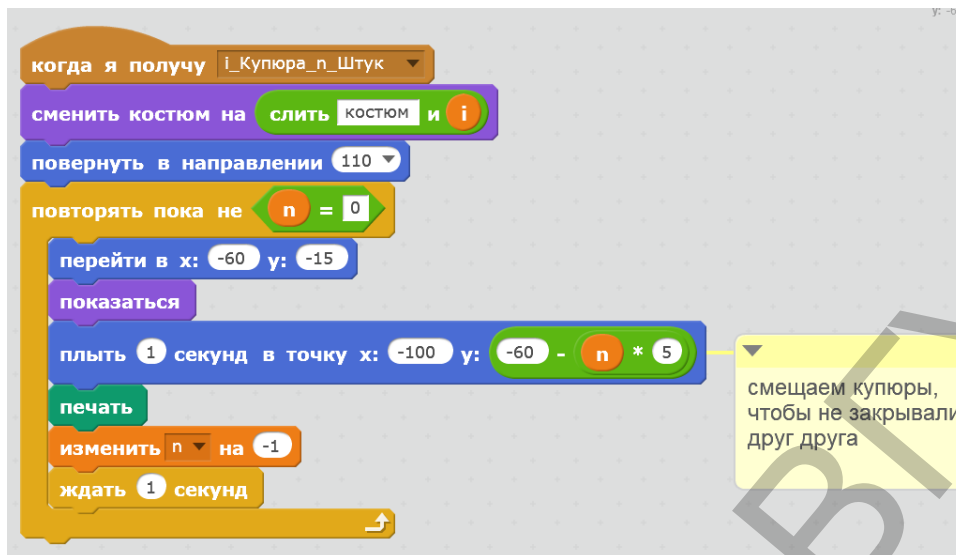 y: -6
когда я получу i_Купюра_n_Штук
сменить костюм на слить костюм и i
повернуть в направлении 110
повторять пока не n = 0
перейти в x: -60 y: -15
показаться
плыть 1 секунд в точку x: -100 y: -60 - n * 5
печать
изменить n на -1
ждать 1 секунд
смещаем купюры,
чтобы не закрывали
друг друга